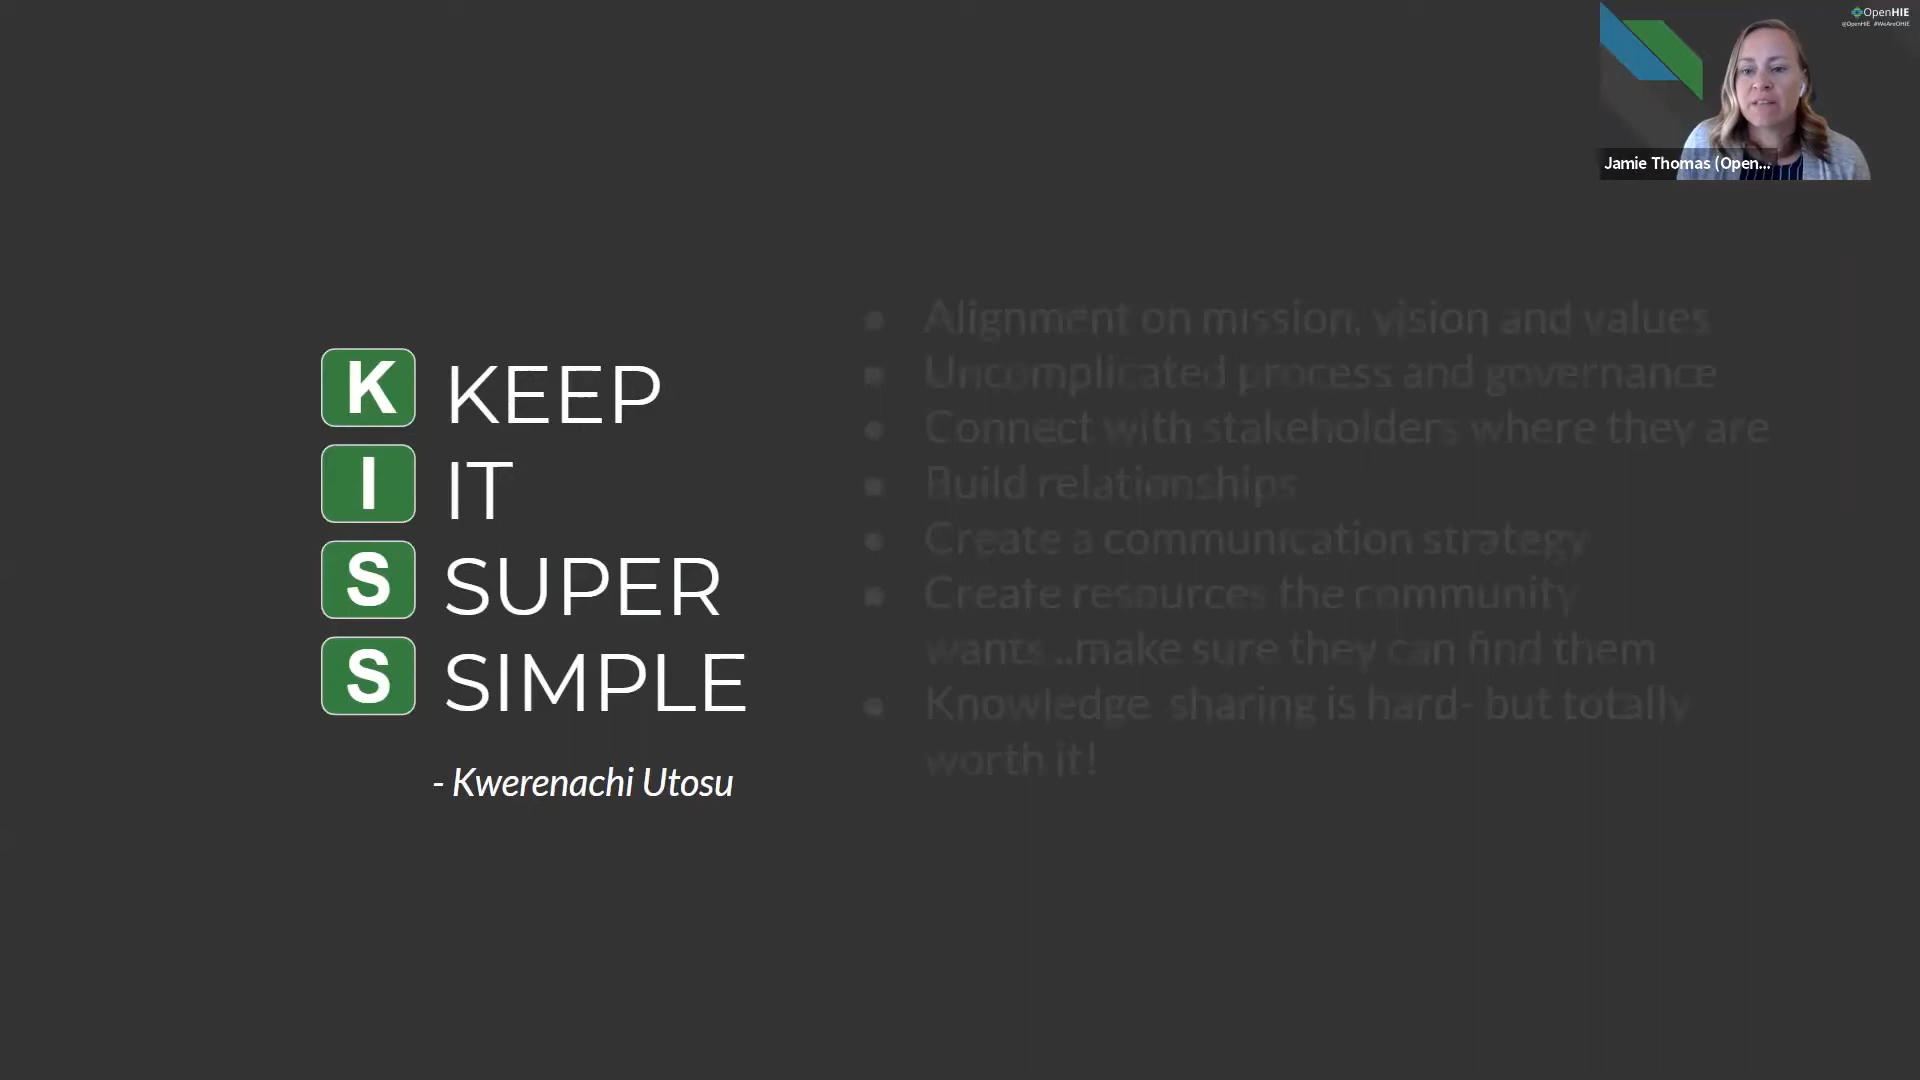 OpenHIE
@OpenHIE #WeAreOHIE
Jamie Thomas (Open...
K KEEP
I IT
S SUPER
S SIMPLE
- Kwerenachi Utosu
● Alignment on mission, vision and values
● Uncomplicated process and governance
● Connect with stakeholders where they are
● Build relationships
● Create a communication strategy
● Create resources the community
wants...make sure they can find them
● Knowledge sharing is hard- but totally
worth it!